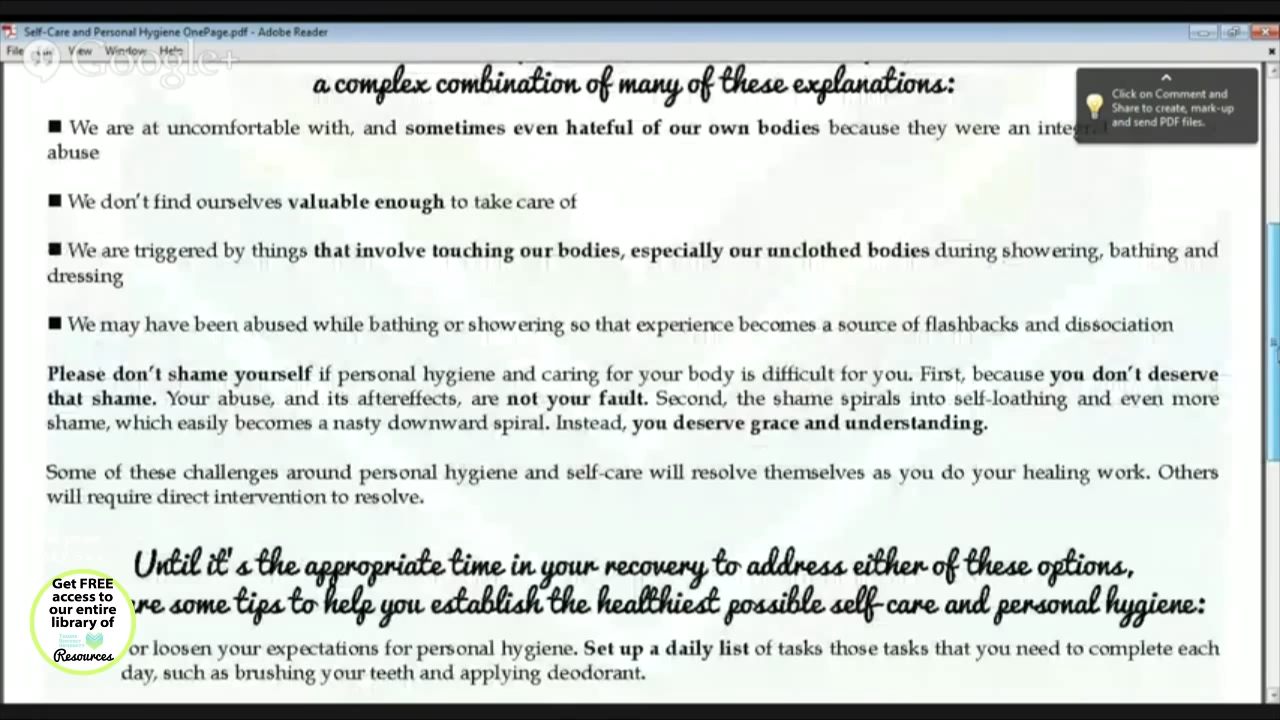 Self-Care and Personal Hygiene OnePage.pdf - Adobe Reader
File Edit View Window Help
Google+
a complex combination of many of these explanations:
Click on Comment and
Share to create, mark-up
and send PDF files.
■ We are at uncomfortable with, and sometimes even hateful of our own bodies because they were an integral
abuse
■ We don't find ourselves valuable enough to take care of
■ We are triggered by things that involve touching our bodies, especially our unclothed bodies during showering, bathing and
dressing
■ We may have been abused while bathing or showering so that experience becomes a source of flashbacks and dissociation
Please don't shame yourself if personal hygiene and caring for your body is difficult for you. First, because you don't deserve
that shame. Your abuse, and its aftereffects, are not your fault. Second, the shame spirals into self-loathing and even more
shame, which easily becomes a nasty downward spiral. Instead, you deserve grace and understanding.
Some of these challenges around personal hygiene and self-care will resolve themselves as you do your healing work. Others
will require direct intervention to resolve.
Until it's the appropriate time in your recovery to address either of these options,
are some tips to help you establish the healthiest possible self-care and personal hygiene:
or loosen your expectations for personal hygiene. Set up a daily list of tasks those tasks that you need to complete each
day, such as brushing your teeth and applying deodorant.
Get FREE
access to
our entire
library of
Resources